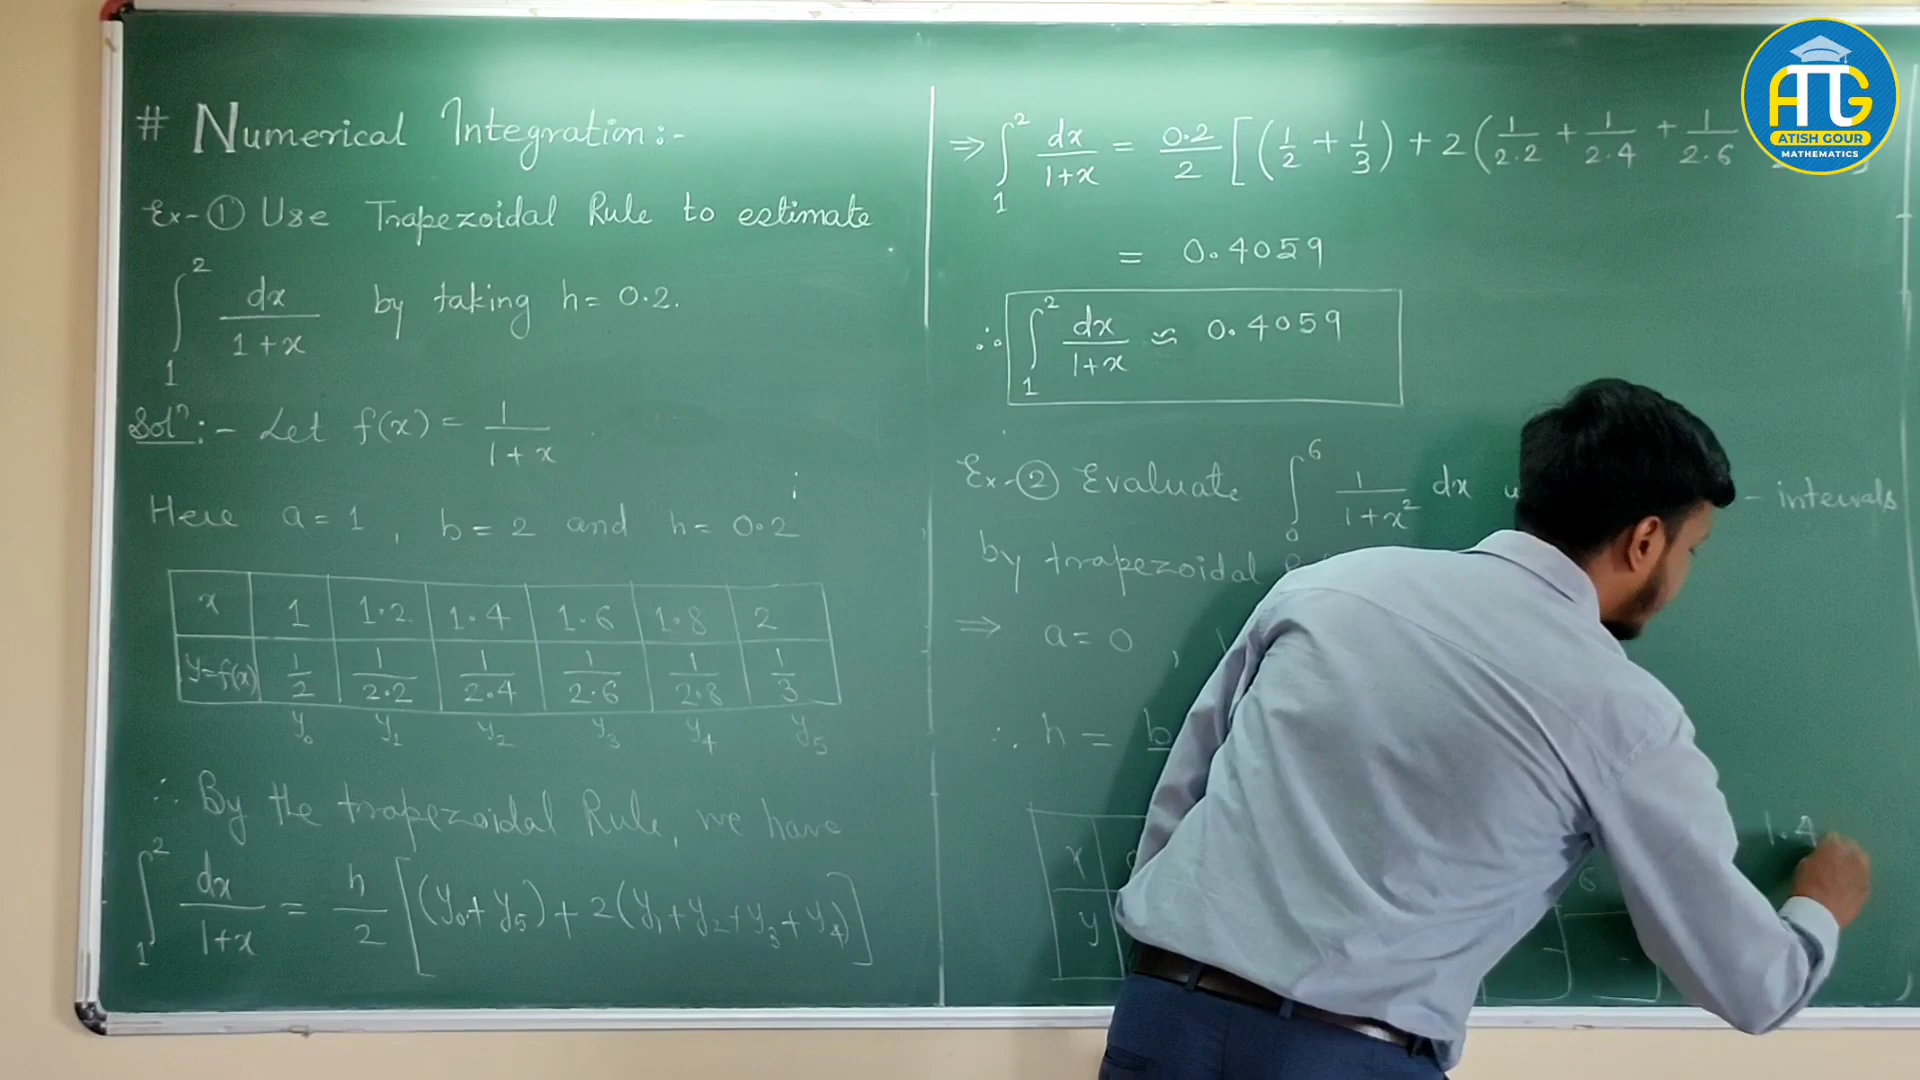 # Numerical Integration:-
Ex-① Use Trapezoidal Rule to estimate
∫₁² dx/(1+x) by taking h= 0.2.
Solⁿ:- Let f(x) = 1/(1+x)
Here a=1, b=2 and h= 0.2
x | 1 | 1.2 | 1.4 | 1.6 | 1.8 | 2
y=f(x) | 1/2 | 1/2.2 | 1/2.4 | 1/2.6 | 1/2.8 | 1/3
y₀ y₁ y₂ y₃ y₄ y₅
∴ By the trapezoidal Rule, we have
∫₁² dx/(1+x) = h/2 [(y₀+y₅)+2(y₁+y₂+y₃+y₄)]
⇒ ∫₁² dx/(1+x) = 0.2/2 [(1/2 + 1/3) + 2(1/2.2 + 1/2.4 + 1/2.6
= 0.4059
∴ ∫₁² dx/(1+x) ≈ 0.4059
Ex-② Evaluate ∫₀⁶ 1/(1+x²) dx - intervals
by trapezoidal
⇒ a=0,
∴ h = b
x
y
1.4
ATG
ATISH GOUR
MATHEMATICS